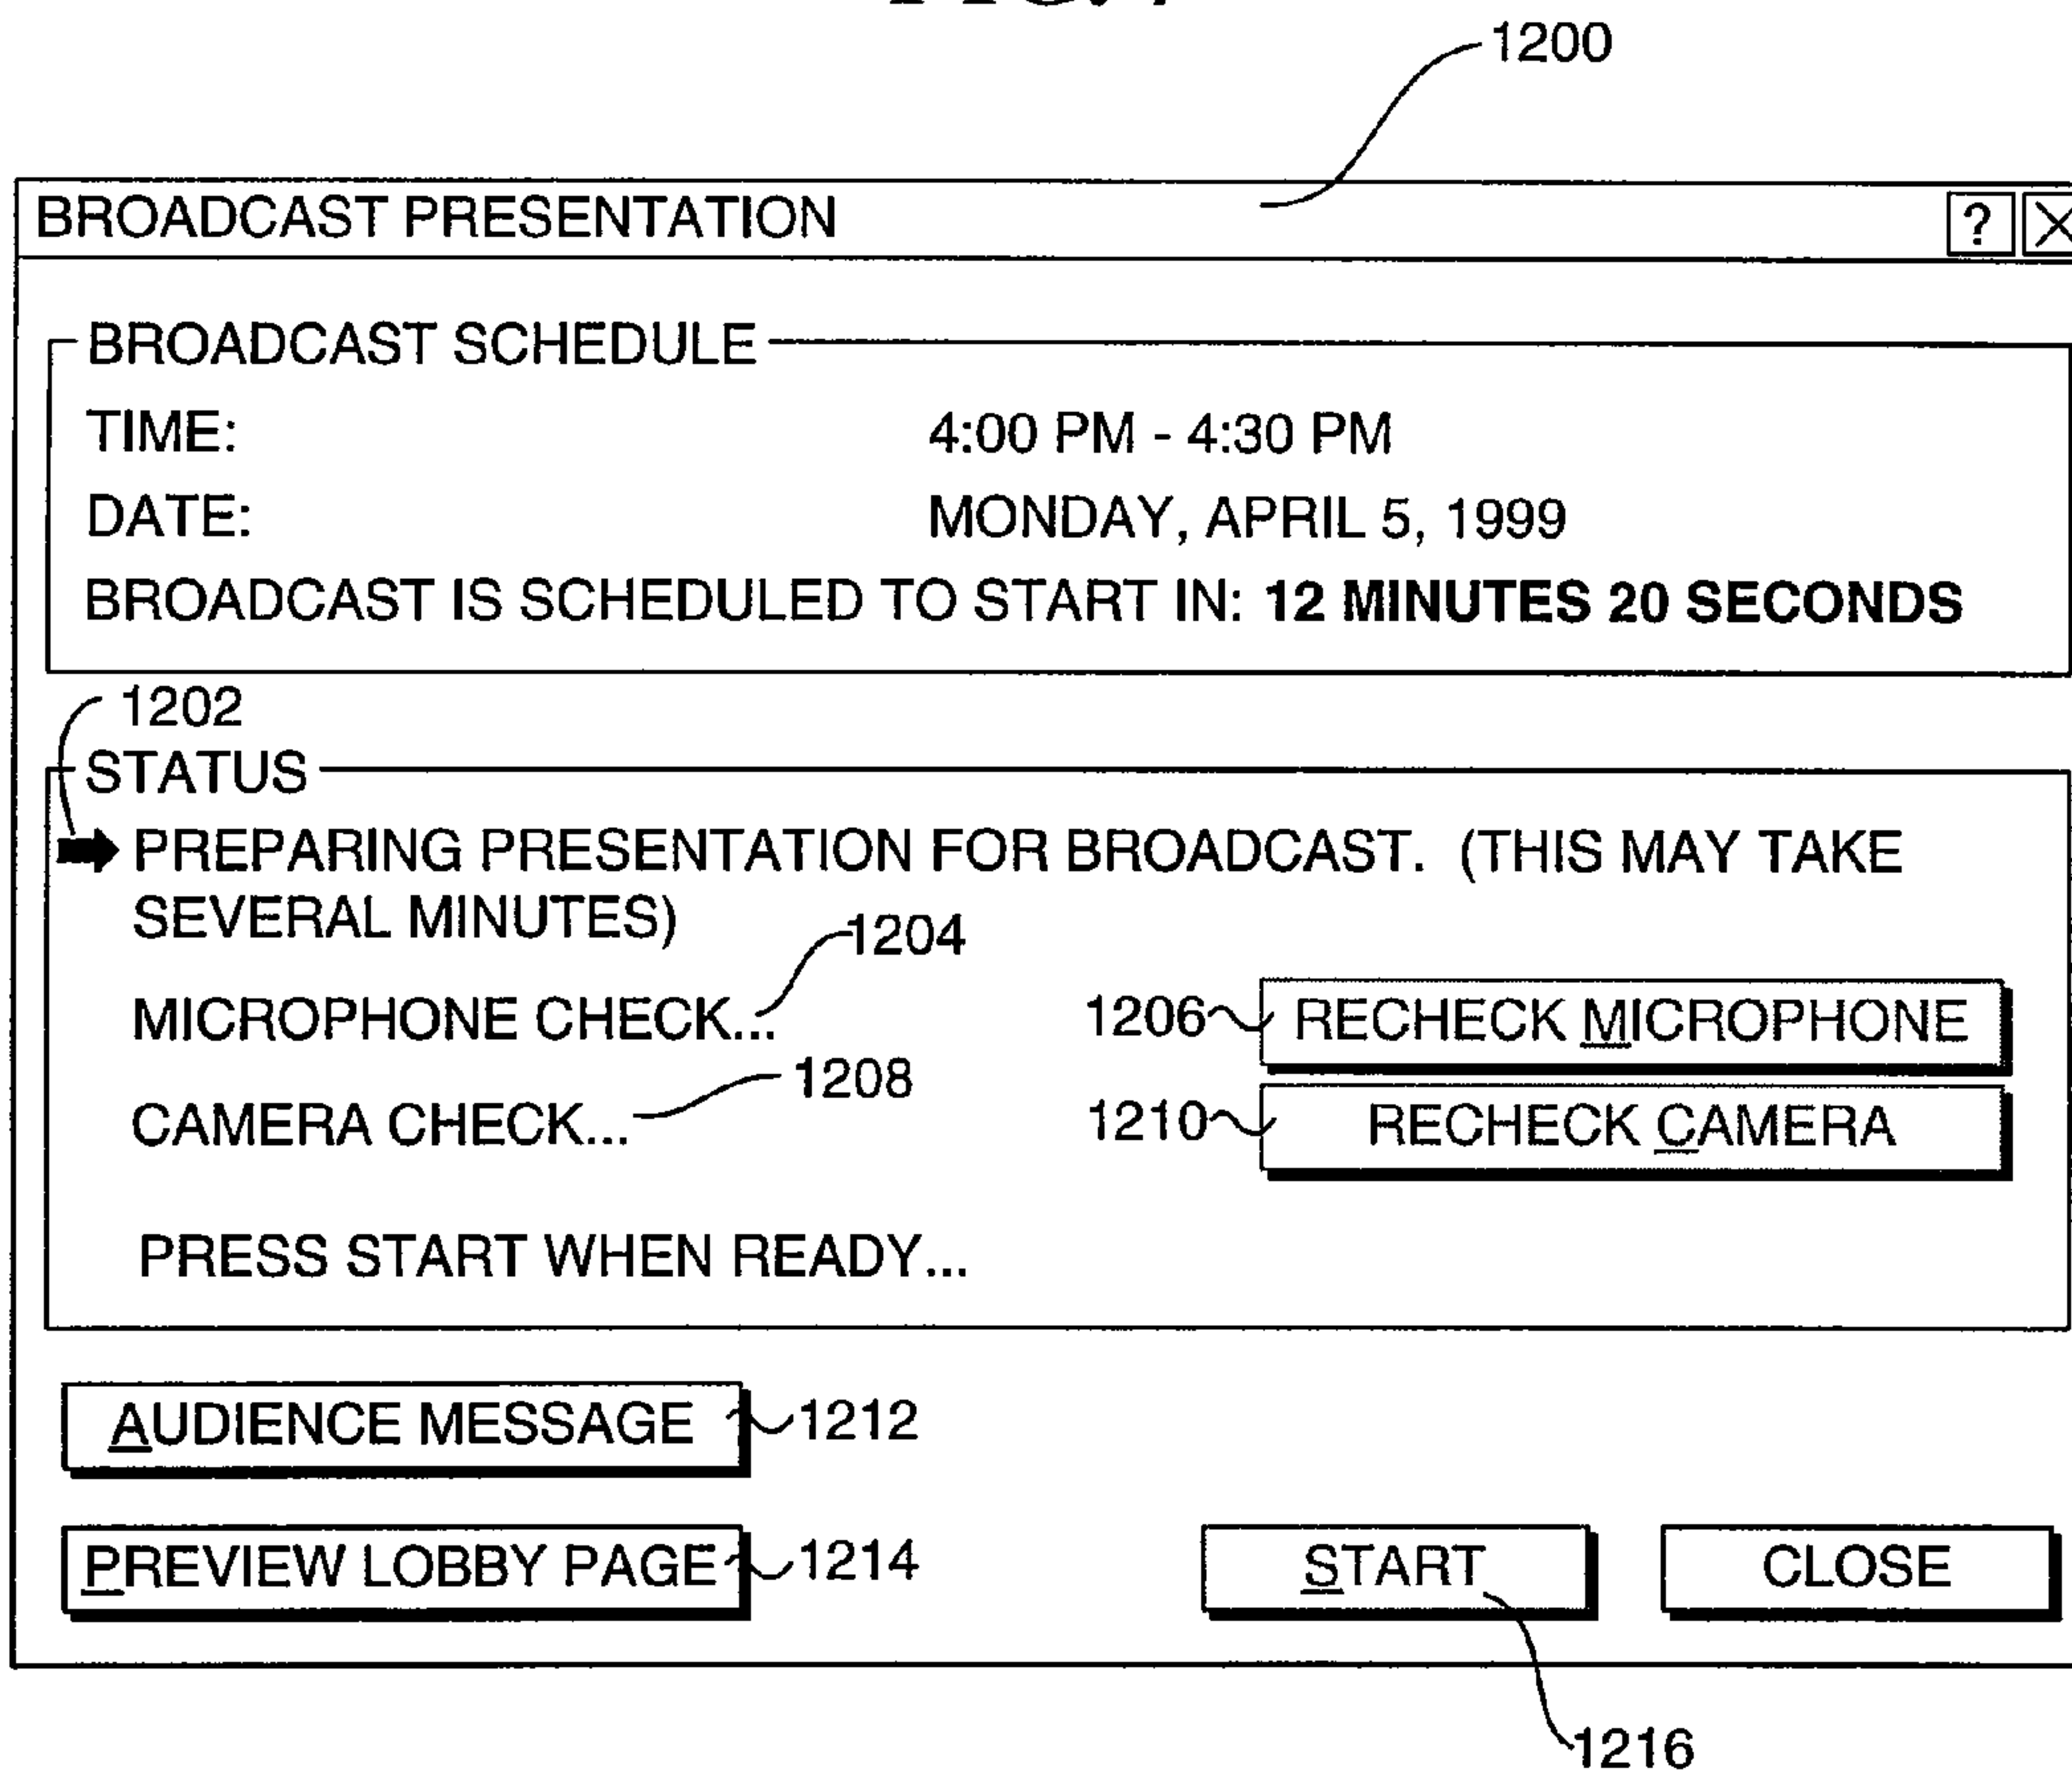 1200
BROADCAST PRESENTATION ? X
BROADCAST SCHEDULE
TIME: 4:00 PM - 4:30 PM
DATE: MONDAY, APRIL 5, 1999
BROADCAST IS SCHEDULED TO START IN: 12 MINUTES 20 SECONDS
1202
STATUS
PREPARING PRESENTATION FOR BROADCAST. (THIS MAY TAKE
SEVERAL MINUTES)
1204
MICROPHONE CHECK... 1206 RECHECK MICROPHONE
1208
CAMERA CHECK... 1210 RECHECK CAMERA
PRESS START WHEN READY...
AUDIENCE MESSAGE 1212
PREVIEW LOBBY PAGE 1214 START CLOSE
1216